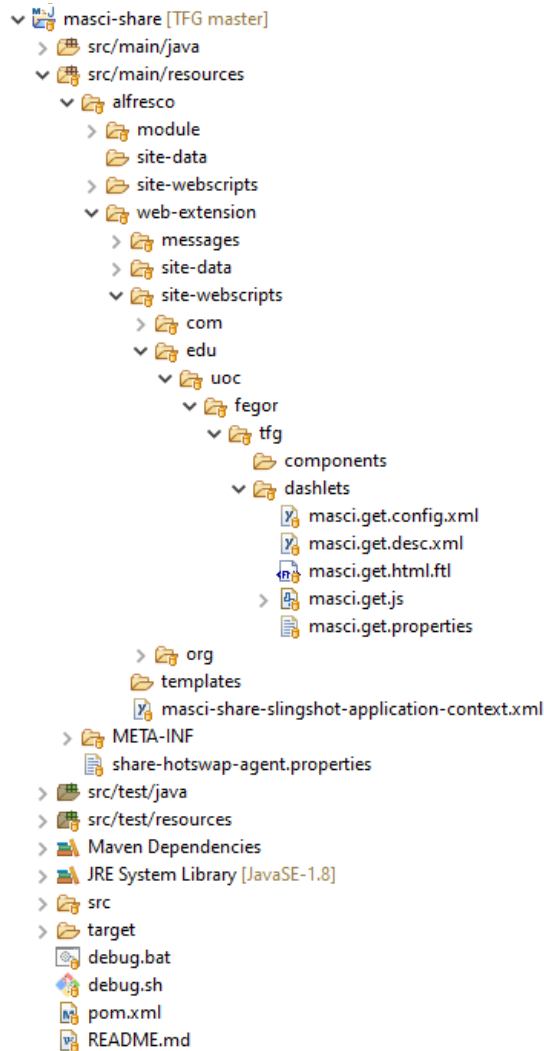 masci-share [TFG master]
src/main/java
src/main/resources
alfresco
module
site-data
site-webscripts
web-extension
messages
site-data
site-webscripts
com
edu
uoc
fegor
tfg
components
dashlets
masci.get.config.xml
masci.get.desc.xml
masci.get.html.ftl
masci.get.js
masci.get.properties
org
templates
masci-share-slingshot-application-context.xml
META-INF
share-hotswap-agent.properties
src/test/java
src/test/resources
Maven Dependencies
JRE System Library [JavaSE-1.8]
src
target
debug.bat
debug.sh
pom.xml
README.md